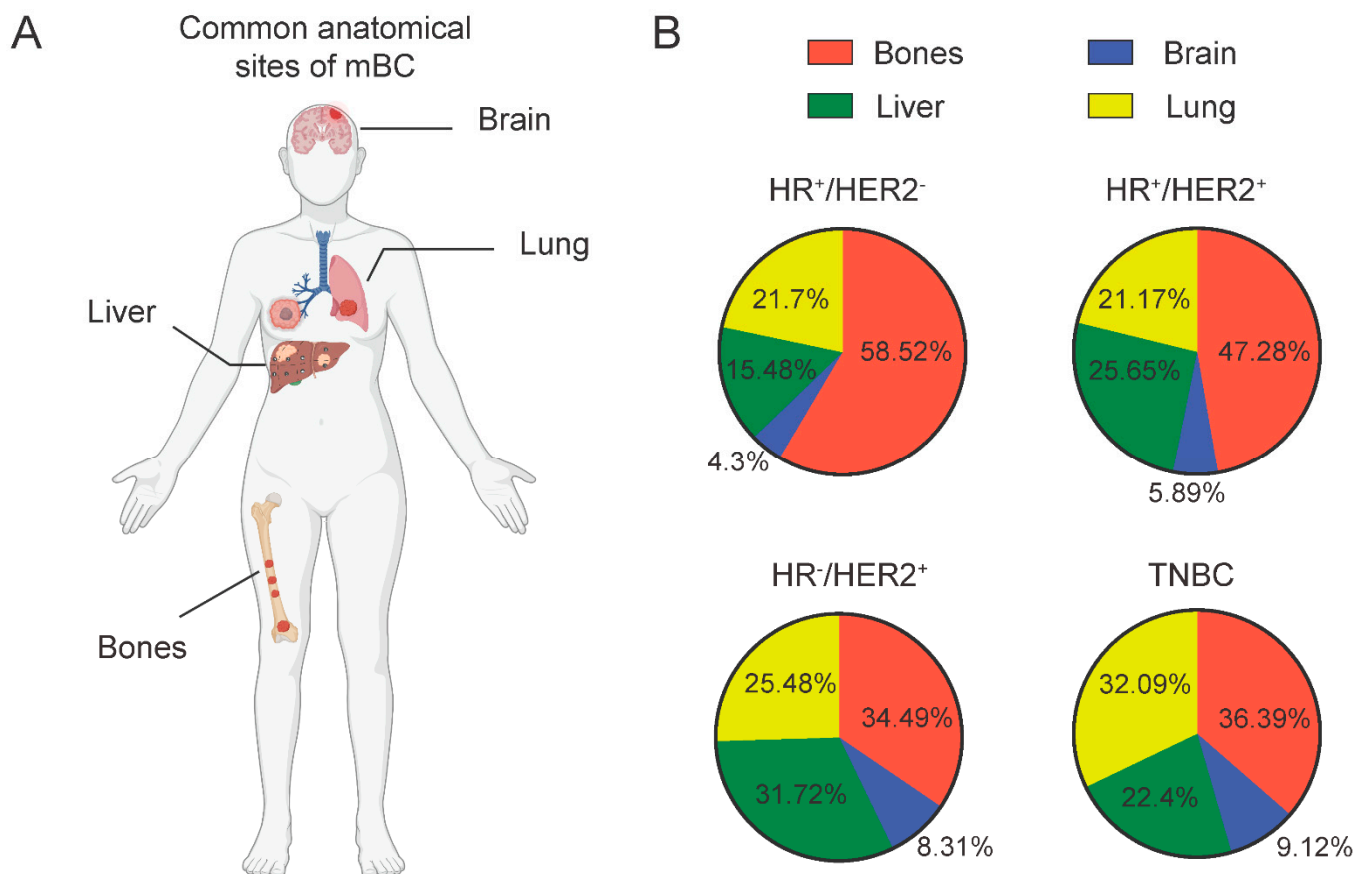 A
Common anatomical
sites of mBC
Brain
Lung
Liver
Bones
B
Bones
Brain
Liver
Lung
HR⁺/HER2⁻
21.7%
58.52%
15.48%
4.3%
HR⁺/HER2⁺
21.17%
47.28%
25.65%
5.89%
HR⁻/HER2⁺
25.48%
34.49%
31.72%
8.31%
TNBC
32.09%
36.39%
22.4%
9.12%